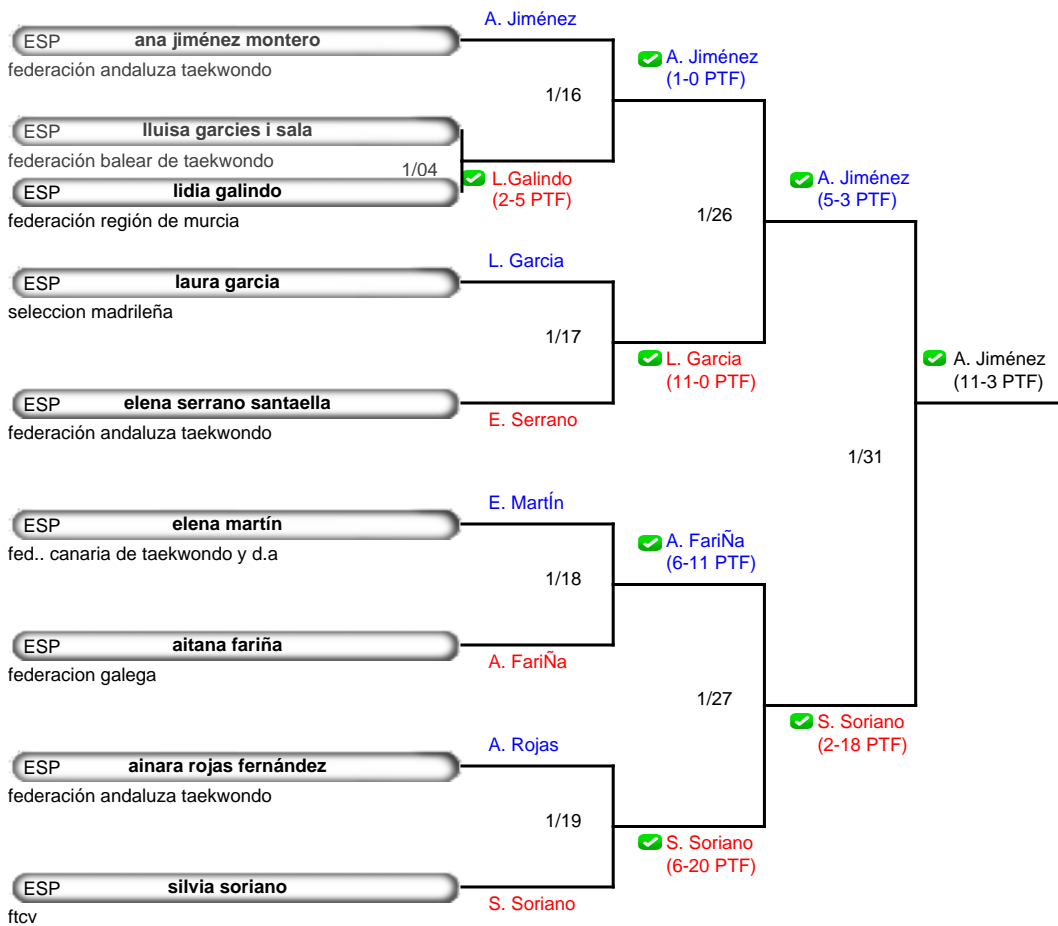 A. Jiménez
ESP ana jiménez montero
federación andaluza taekwondo
A. Jiménez
(1-0 PTF)
1/16
ESP lluisa garcies i sala
federación balear de taekwondo
1/04
L.Galindo
(2-5 PTF)
ESP lidia galindo
federación región de murcia
A. Jiménez
(5-3 PTF)
1/26
L. Garcia
ESP laura garcia
seleccion madrileña
1/17
L. Garcia
(11-0 PTF)
A. Jiménez
(11-3 PTF)
ESP elena serrano santaella
federación andaluza taekwondo
E. Serrano
1/31
E. MartÍn
ESP elena martín
fed.. canaria de taekwondo y d.a
A. FariÑa
(6-11 PTF)
1/18
ESP aitana fariña
federacion galega
A. FariÑa
1/27
S. Soriano
(2-18 PTF)
A. Rojas
ESP ainara rojas fernández
federación andaluza taekwondo
1/19
S. Soriano
(6-20 PTF)
ESP silvia soriano
ftcv
S. Soriano